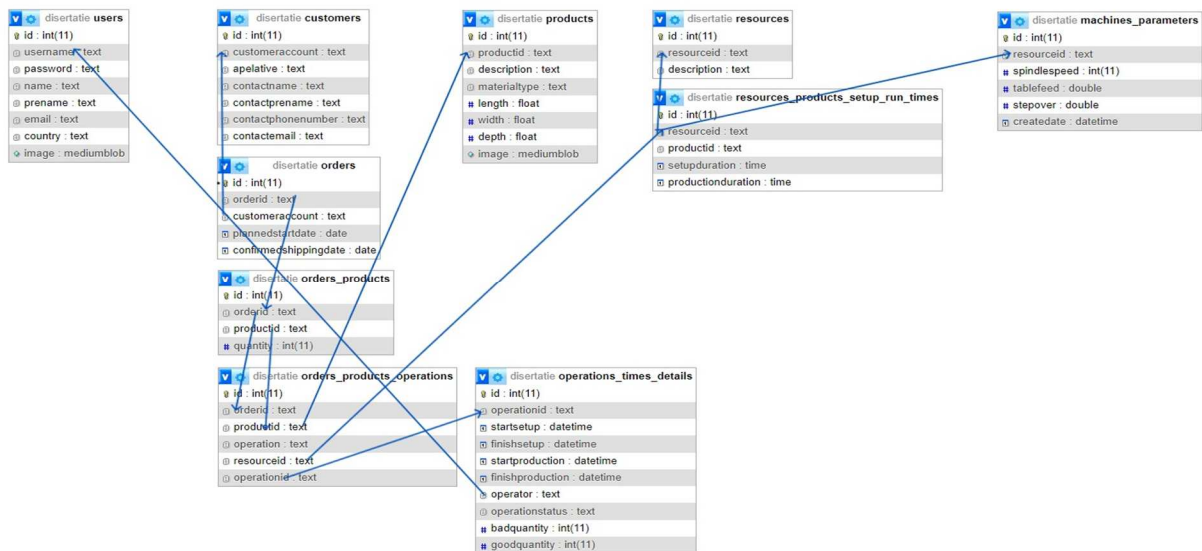 disertatie users
id : int(11)
username : text
password : text
name : text
prename : text
email : text
country : text
image : mediumblob
disertatie customers
id : int(11)
customeraccount : text
apelative : text
contactname : text
contactprename : text
contactphonenumber : text
contactemail : text
disertatie orders
id : int(11)
orderid : text
customeraccount : text
plannedstartdate : date
confirmedshippingdate : date
disertatie orders_products
id : int(11)
orderid : text
productid : text
quantity : int(11)
disertatie orders_products_operations
id : int(11)
orderid : text
productid : text
operation : text
resourceid : text
operationid : text
disertatie products
id : int(11)
productid : text
description : text
materialtype : text
length : float
width : float
depth : float
image : mediumblob
disertatie operations_times_details
id : int(11)
operationid : text
startsetup : datetime
finishsetup : datetime
startproduction : datetime
finishproduction : datetime
operator : text
operationstatus : text
badquantity : int(11)
goodquantity : int(11)
disertatie resources
id : int(11)
resourceid : text
description : text
disertatie resources_products_setup_run_times
id : int(11)
resourceid : text
productid : text
setupduration : time
productionduration : time
disertatie machines_parameters
id : int(11)
resourceid : text
spindlespeed : int(11)
tablefeed : double
stepover : double
createdate : datetime